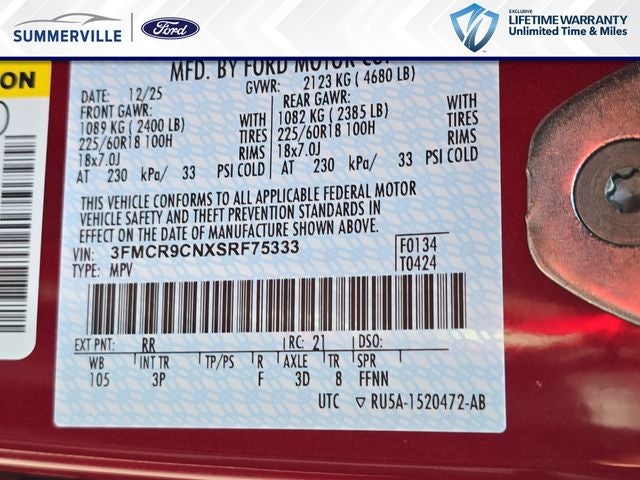 SUMMERVILLE
Ford
EXCLUSIVE
LIFETIME WARRANTY
Unlimited Time & Miles
ON
MFD. BY FORD MOTOR CO.
DATE: 12/25
GVWR: 2123 KG ( 4680 LB)
FRONT GAWR:
1089 KG (2400 LB)
225/60R18 100H
18x7.0J
AT 230 kPa/ 33
WITH
TIRES
RIMS
PSI COLD
REAR GAWR:
1082 KG ( 2385 LB)
225/60R18 100H
18x7.0J
AT 230 kPa/ 33
WITH
TIRES
RIMS
PSI COLD
THIS VEHICLE CONFORMS TO ALL APPLICABLE FEDERAL MOTOR
VEHICLE SAFETY AND THEFT PREVENTION STANDARDS IN
EFFECT ON THE DATE OF MANUFACTURE SHOWN ABOVE.
VIN: 3FMCR9CNXSRF75333
TYPE: MPV
F0134
T0424
EXT PNT: RR RC: 21 DSO:
WB INT TR TP/PS R AXLE TR SPR
105 3P F 3D 8 FFNN
UTC ▽ RU5A-1520472-AB